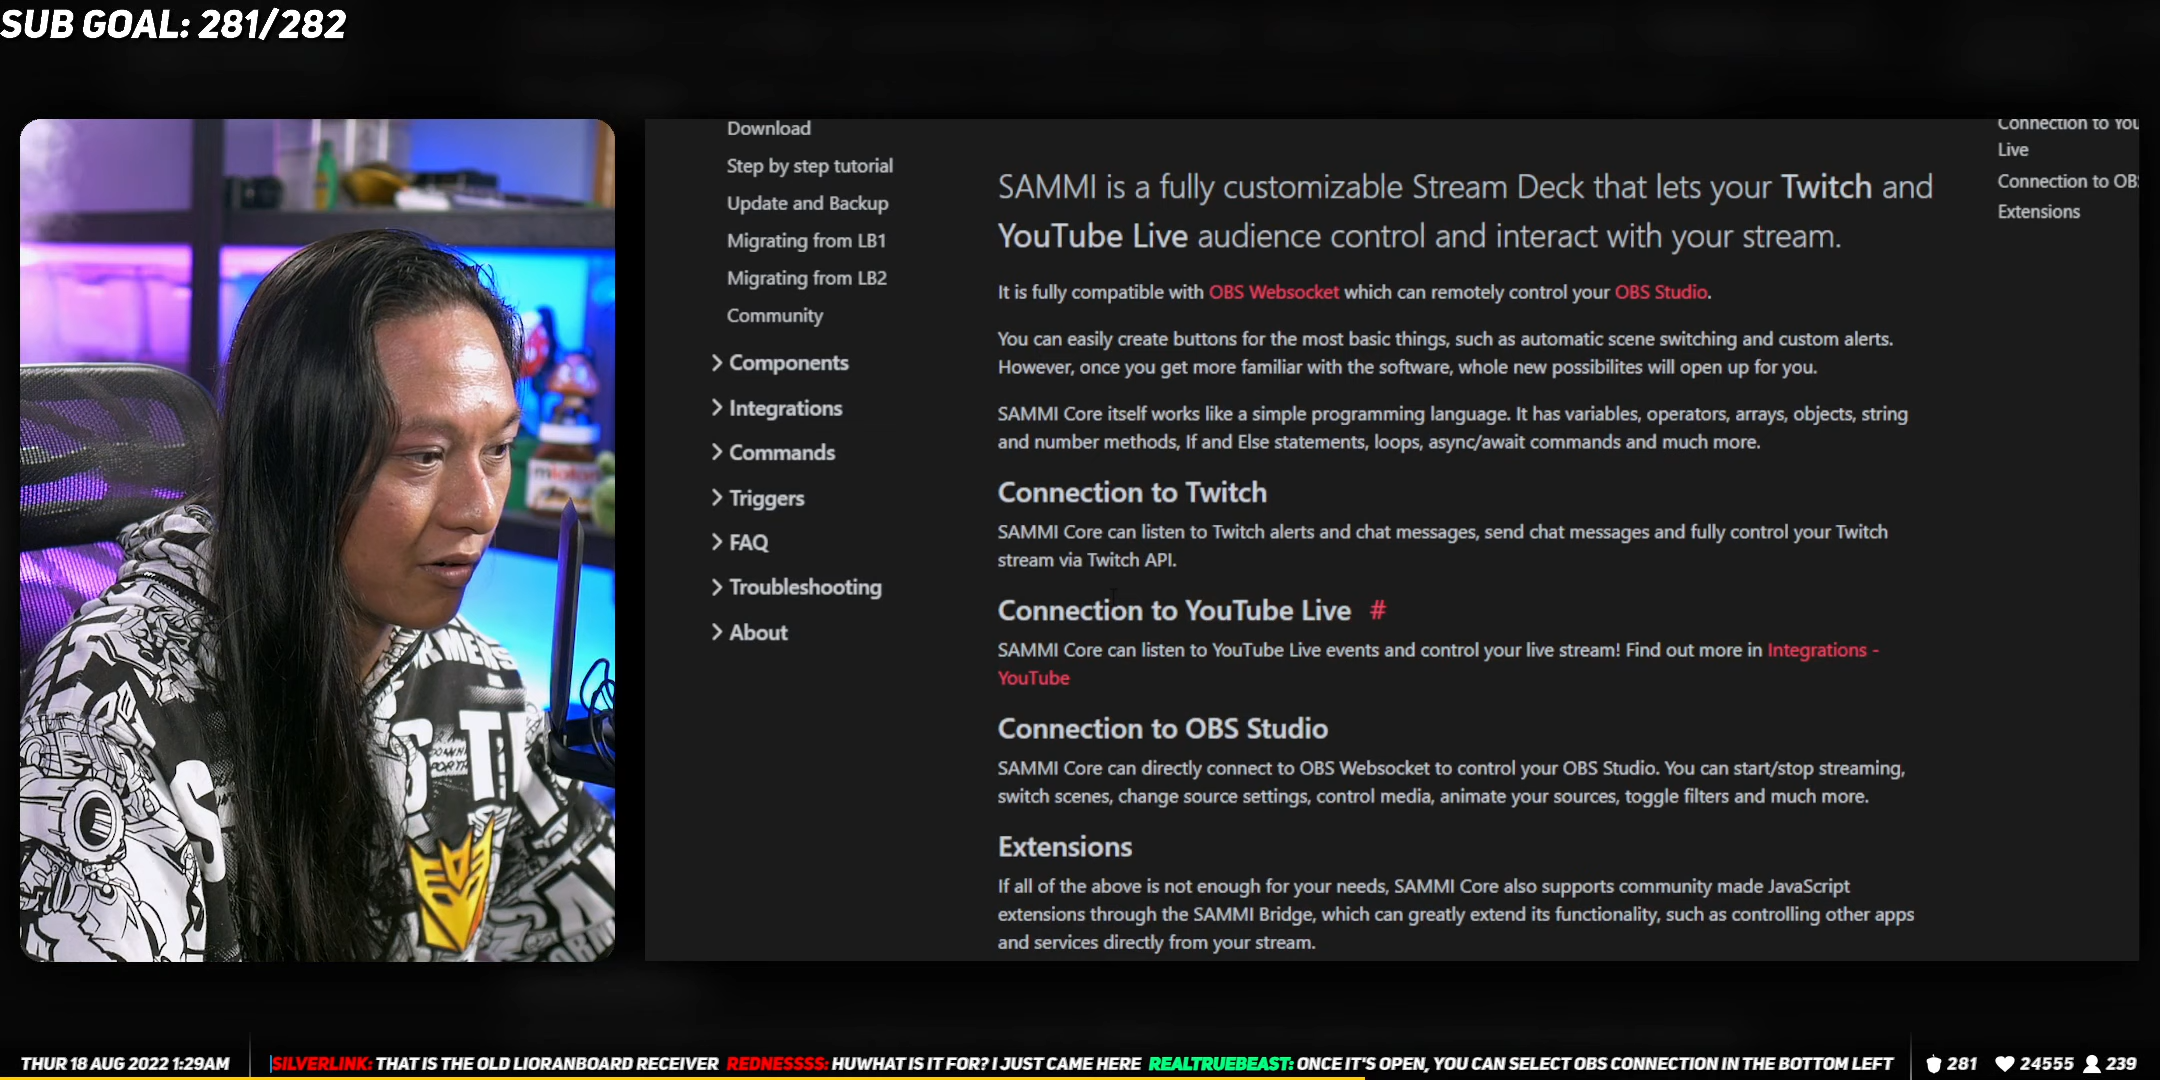 SUB GOAL: 281/282
Download
Step by step tutorial
Update and Backup
Migrating from LB1
Migrating from LB2
Community
Components
Integrations
Commands
Triggers
FAQ
Troubleshooting
About
SAMMI is a fully customizable Stream Deck that lets your Twitch and
YouTube Live audience control and interact with your stream.
It is fully compatible with OBS Websocket which can remotely control your OBS Studio.
You can easily create buttons for the most basic things, such as automatic scene switching and custom alerts.
However, once you get more familiar with the software, whole new possibilites will open up for you.
SAMMI Core itself works like a simple programming language. It has variables, operators, arrays, objects, string
and number methods, If and Else statements, loops, async/await commands and much more.
Connection to Twitch
SAMMI Core can listen to Twitch alerts and chat messages, send chat messages and fully control your Twitch
stream via Twitch API.
Connection to YouTube Live #
SAMMI Core can listen to YouTube Live events and control your live stream! Find out more in Integrations -
YouTube
Connection to OBS Studio
SAMMI Core can directly connect to OBS Websocket to control your OBS Studio. You can start/stop streaming,
switch scenes, change source settings, control media, animate your sources, toggle filters and much more.
Extensions
If all of the above is not enough for your needs, SAMMI Core also supports community made JavaScript
extensions through the SAMMI Bridge, which can greatly extend its functionality, such as controlling other apps
and services directly from your stream.
Connection to You
Live
Connection to OB
Extensions
THUR 18 AUG 2022 1:29AM
SILVERLINK: THAT IS THE OLD LIORANBOARD RECEIVER REDNESSSS: HUWHAT IS IT FOR? I JUST CAME HERE REALTRUEBEAST: ONCE IT'S OPEN, YOU CAN SELECT OBS CONNECTION IN THE BOTTOM LEFT
281 24555 239